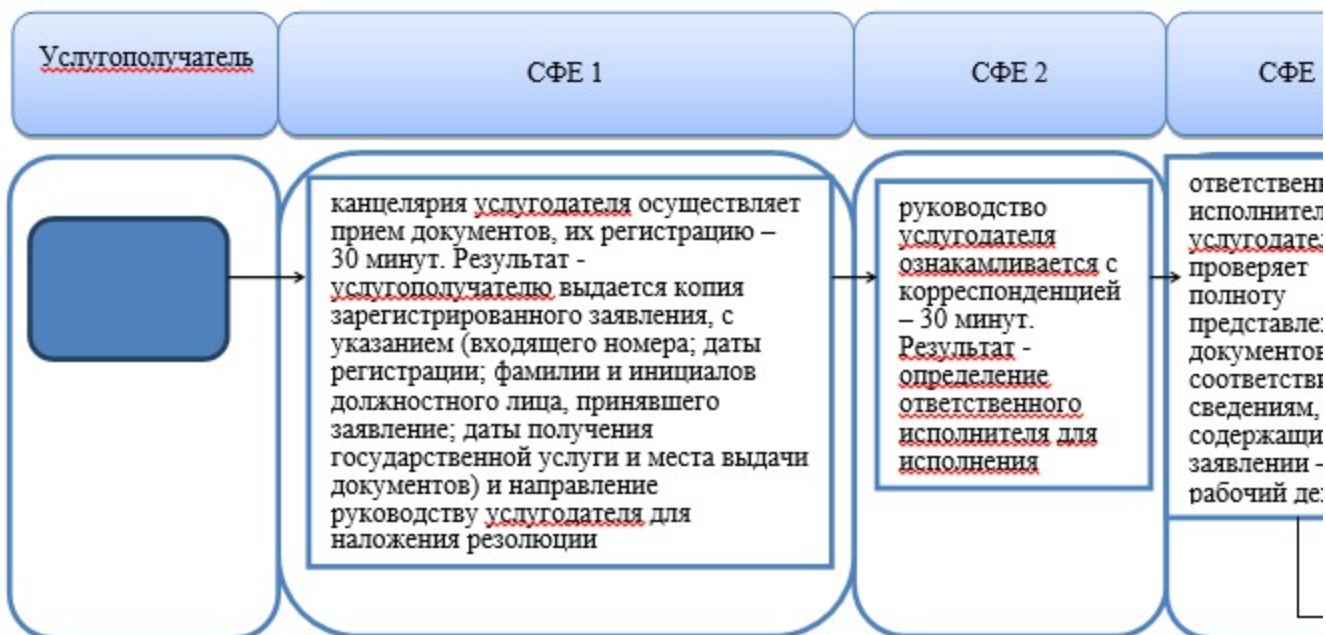 Услугополучатель
СФЕ 1
СФЕ 2
СФЕ
канцелярия услугодателя осуществляет
прием документов, их регистрацию –
30 минут. Результат -
услугополучателю выдается копия
зарегистрированного заявления, с
указанием (входящего номера; даты
регистрации; фамилии и инициалов
должностного лица, принявшего
заявление; даты получения
государственной услуги и места выдачи
документов) и направление
руководству услугодателя для
наложения резолюции
руководство
услугодателя
ознакамливается с
корреспонденцией
– 30 минут.
Результат -
определение
ответственного
исполнителя для
исполнения
проверяет
полноту
сведениям,
заявлении –
рабочий